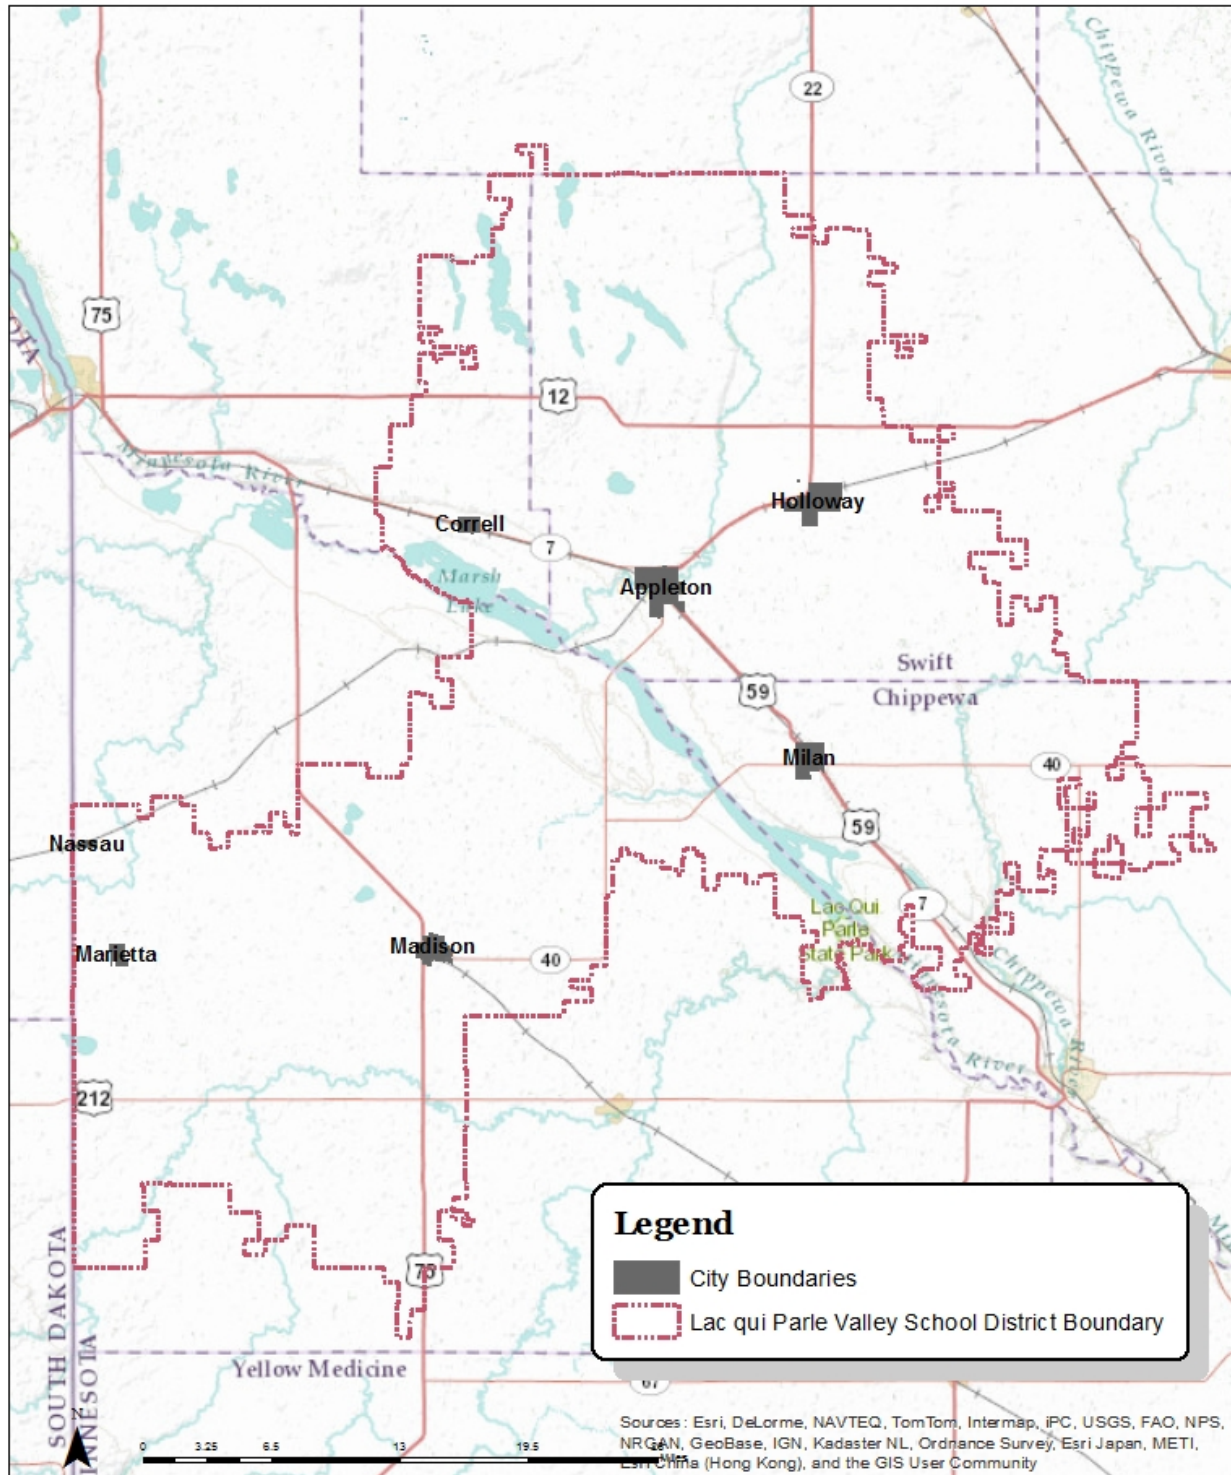 Chippewa River
22
75
OTA
12
Minnesota River
Holloway
Correll
7
Appleton
Marsh
Lake
Swift
Chippewa
59
Milan
40
59
Nassau
Lac Qui
Parle
State Park
7
Marietta
Madison
40
Chippewa River
Minnesota River
212
SOUTH DAKOTA
75
Legend
City Boundaries
Lac qui Parle Valley School District Boundary
Yellow Medicine
67
N
0 3.25 6.5 13 19.5 26
Miles
Sources: Esri, DeLorme, NAVTEQ, TomTom, Intermap, iPC, USGS, FAO, NPS,
NRCAN, GeoBase, IGN, Kadaster NL, Ordnance Survey, Esri Japan, METI,
Esri China (Hong Kong), and the GIS User Community